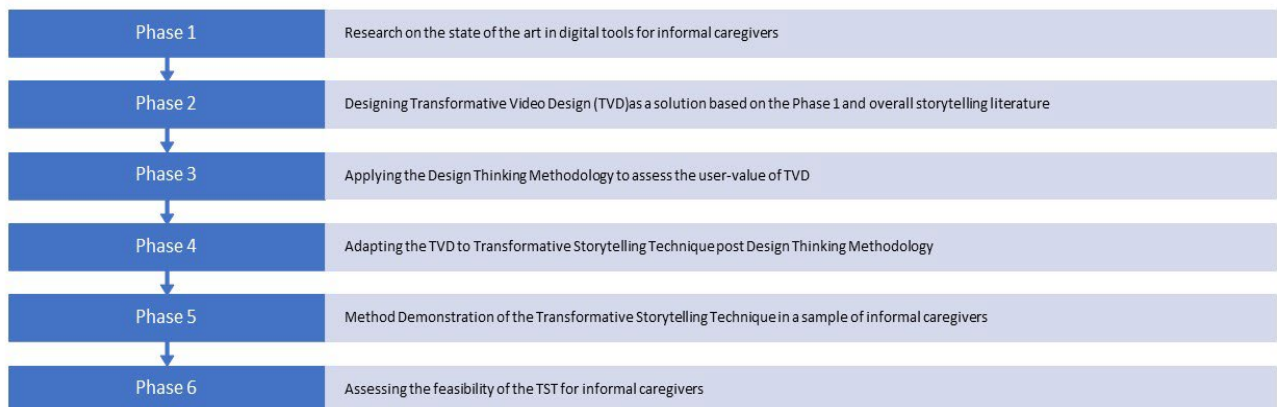 Phase 1
Research on the state of the art in digital tools for informal caregivers
Phase 2
Designing Transformative Video Design (TVD)as a solution based on the Phase 1 and overall storytelling literature
Phase 3
Applying the Design Thinking Methodology to assess the user-value of TVD
Phase 4
Adapting the TVD to Transformative Storytelling Technique post Design Thinking Methodology
Phase 5
Method Demonstration of the Transformative Storytelling Technique in a sample of informal caregivers
Phase 6
Assessing the feasibility of the TST for informal caregivers